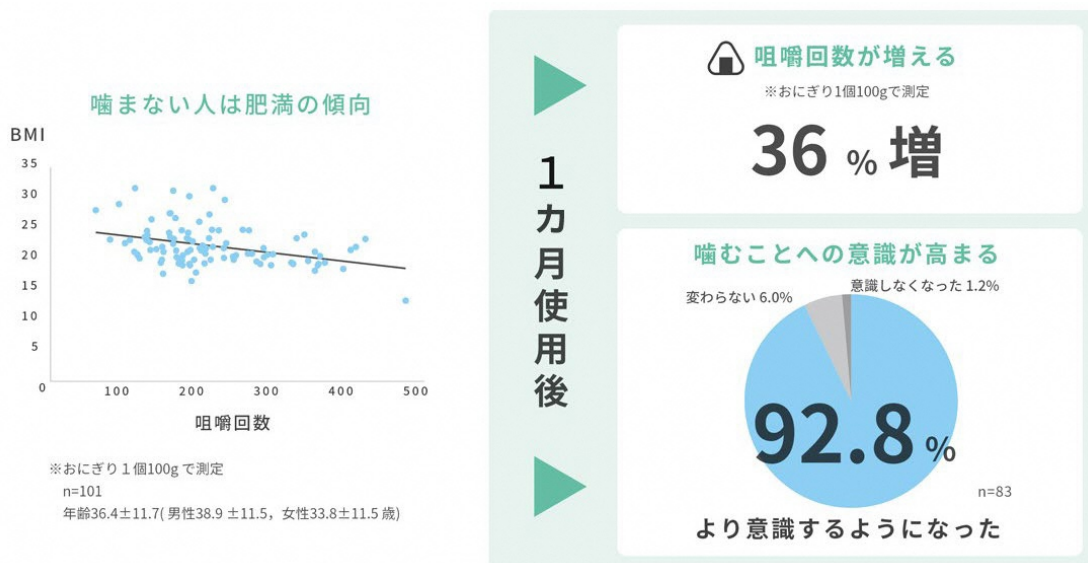 噛まない人は肥満の傾向
BMI
35
30
25
20
15
10
5
0
100 200 300 400 500
咀嚼回数
※おにぎり1個100gで測定
n=101
年齢36.4±11.7(男性38.9±11.5，女性33.8±11.5歳)
1カ月使用後
咀嚼回数が増える
※おにぎり1個100gで測定
36%増
噛むことへの意識が高まる
意識しなくなった 1.2%
変わらない 6.0%
92.8%
n=83
より意識するようになった